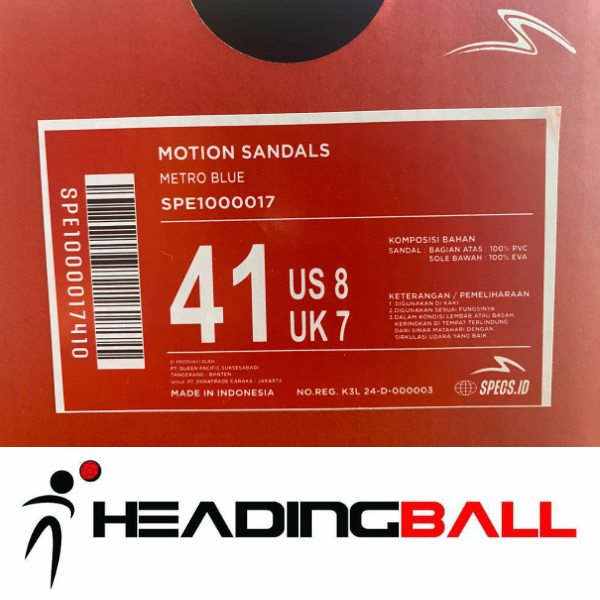 MOTION SANDALS
METRO BLUE
SPE1000017
SPE1000017410
41
US 8
UK 7
KOMPOSISI BAHAN
SANDAL : BAGIAN ATAS : 100% PVC
SOLE BAWAH : 100% EVA
KETERANGAN / PEMELIHARAAN
1. DIGUNAKAN DI KAKI
2.DIGUNAKAN SESUAI FUNGSINYA
3.DALAM KONDISI LEMBAB ATAU BASAH,
KERINGKAN DI TEMPAT TERLINDUNG
DARI SINAR MATAHARI DENGAN
SIRKULASI UDARA YANG BAIK
DI PRODUKSI OLEH :
PT. QUEEN PACIFIC SUKSESABADI
TANGERANG - BANTEN
PT. PANATRADE CARAKA - JAKARTA
MADE IN INDONESIA
NO.REG. K3L 24-D-000003
SPECS.ID
HEADINGBALL